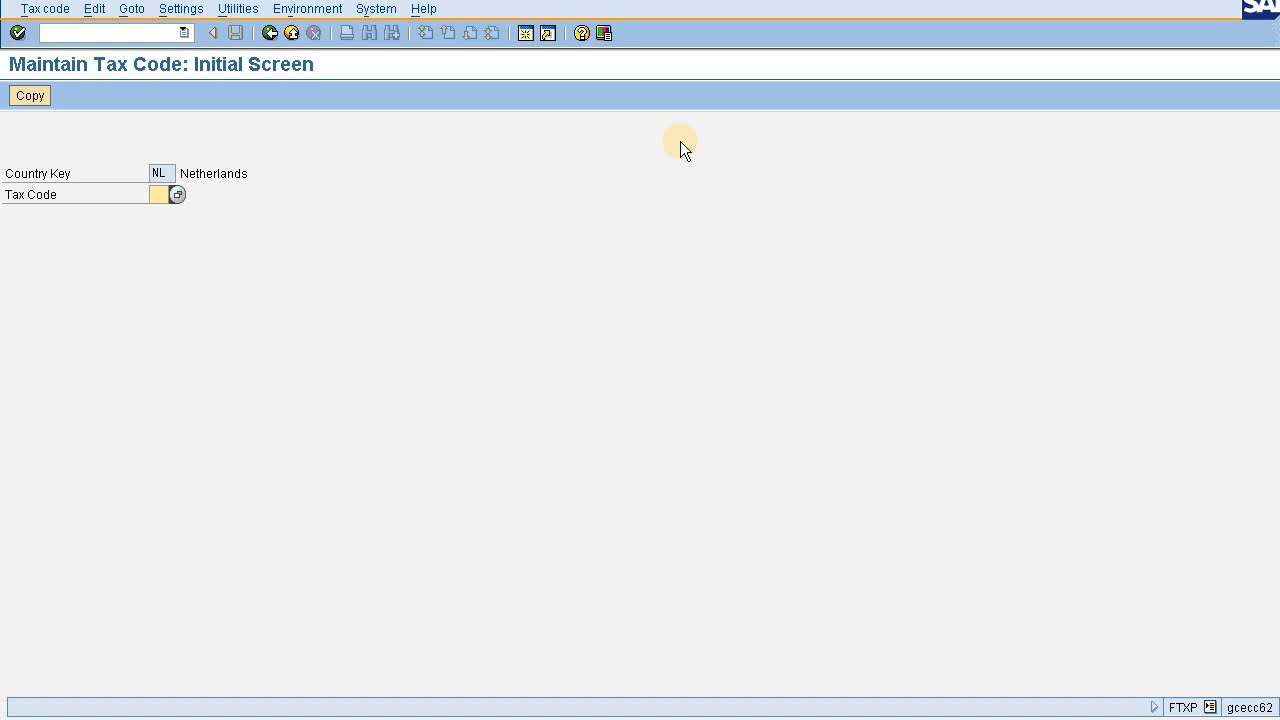 Tax code Edit Goto Settings Utilities Environment System Help
SA
Maintain Tax Code: Initial Screen
Copy
Country Key NL Netherlands
Tax Code
FTXP gcecc62